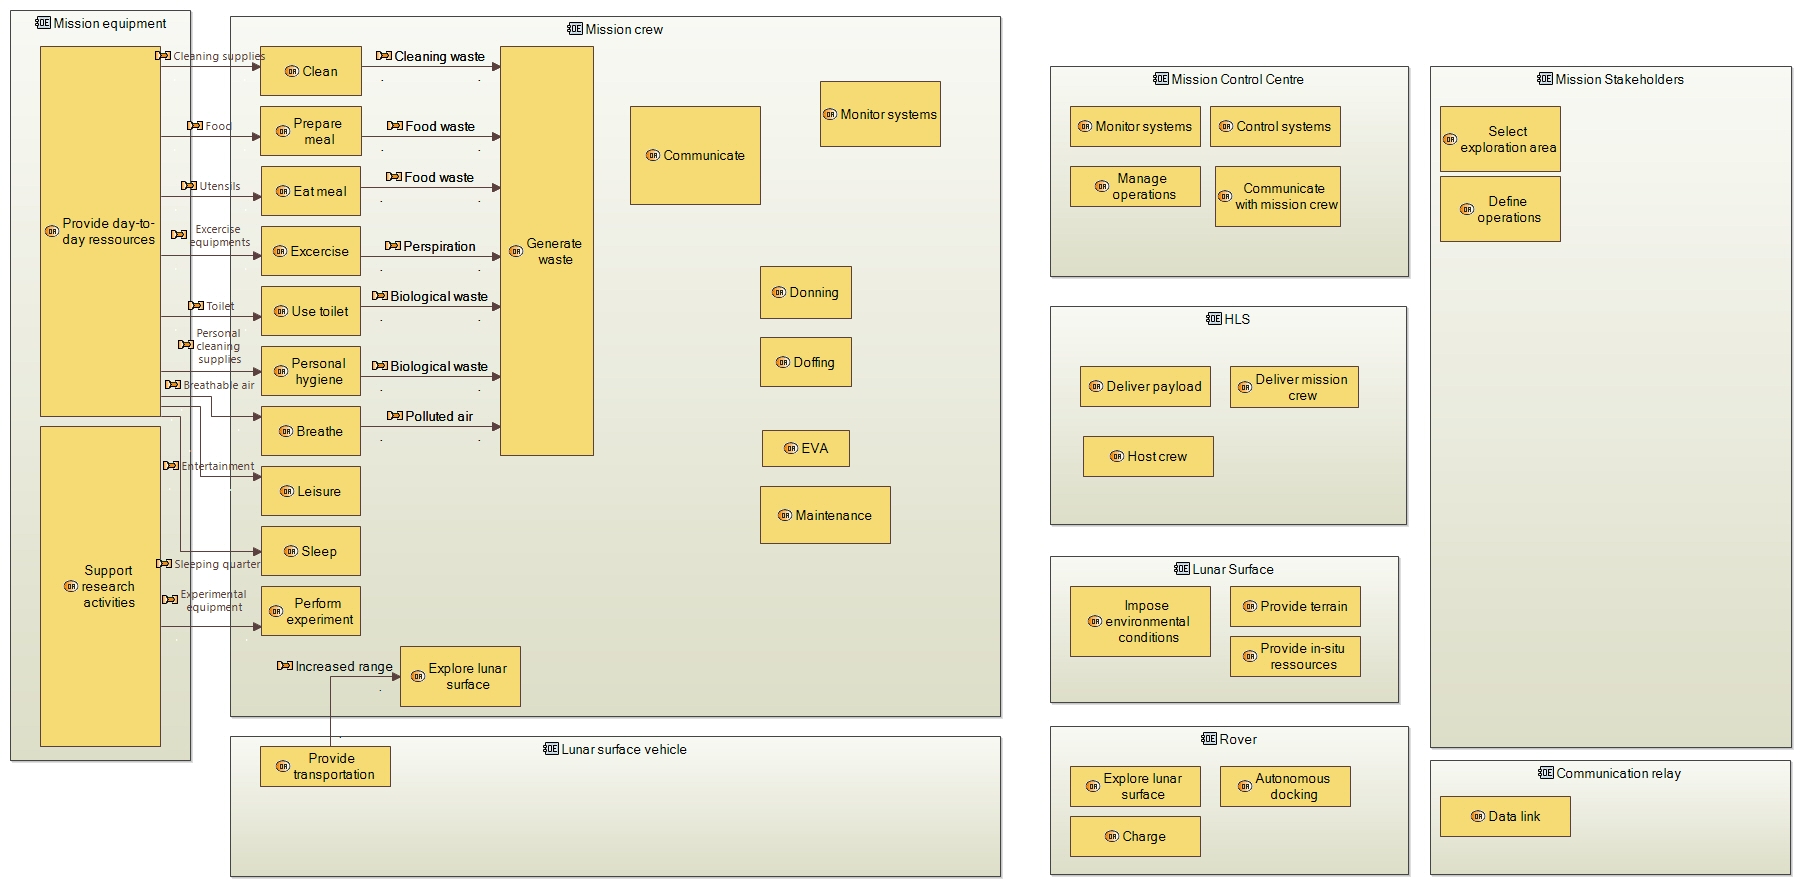 Mission equipment
Provide day-to-
day ressources
Support
research
activities
Cleaning supplies
Food
Utensils
Excercise
equipments
Toilet
Personal
cleaning
supplies
Breathable air
Entertainment
Sleeping quarter
Experimental
equipment
Mission crew
Clean
Prepare
meal
Eat meal
Excercise
Use toilet
Personal
hygiene
Breathe
Leisure
Sleep
Perform
experiment
Cleaning waste
Food waste
Food waste
Perspiration
Biological waste
Biological waste
Polluted air
Generate
waste
Communicate
Monitor systems
Donning
Doffing
EVA
Maintenance
Increased range
Explore lunar
surface
Lunar surface vehicle
Provide
transportation
Mission Control Centre
Monitor systems
Control systems
Manage
operations
Communicate
with mission crew
HLS
Deliver payload
Deliver mission
crew
Host crew
Lunar Surface
Impose
environmental
conditions
Provide terrain
Provide in-situ
ressources
Rover
Explore lunar
surface
Autonomous
docking
Charge
Mission Stakeholders
Select
exploration area
Define
operations
Communication relay
Data link